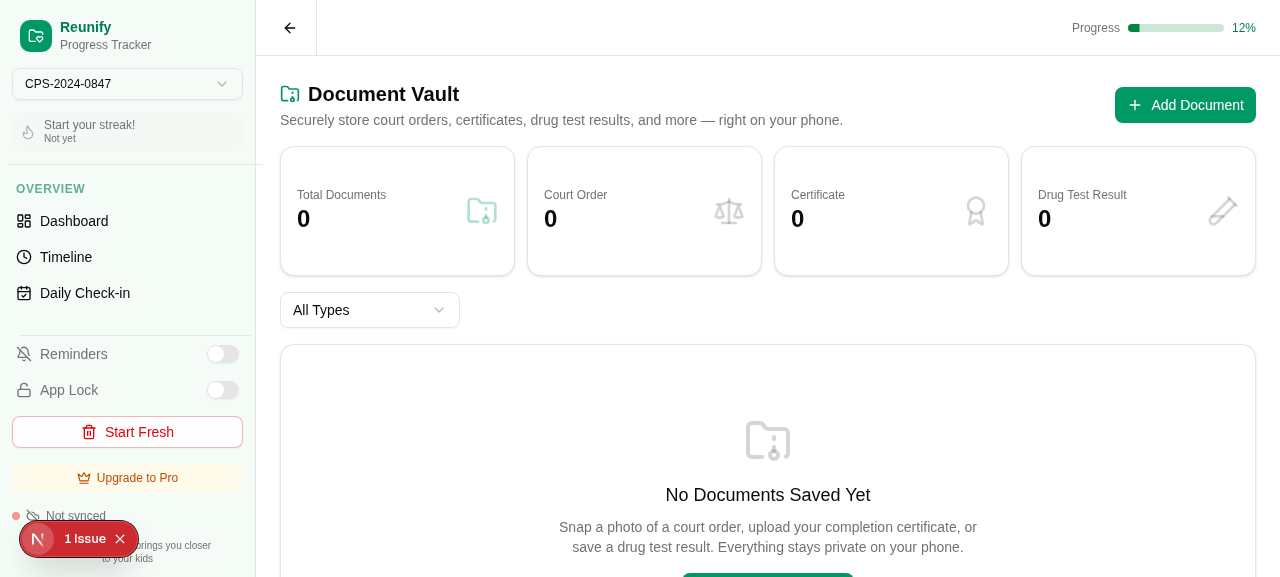 Reunify
Progress Tracker
CPS-2024-0847
Start your streak!
Not yet
OVERVIEW
Dashboard
Timeline
Daily Check-in
Reminders
App Lock
Start Fresh
Upgrade to Pro
Not synced
1 Issue
brings you closer
to your kids
Progress
12%
Document Vault
Securely store court orders, certificates, drug test results, and more — right on your phone.
Add Document
Total Documents
0
Court Order
0
Certificate
0
Drug Test Result
0
All Types
No Documents Saved Yet
Snap a photo of a court order, upload your completion certificate, or
save a drug test result. Everything stays private on your phone.